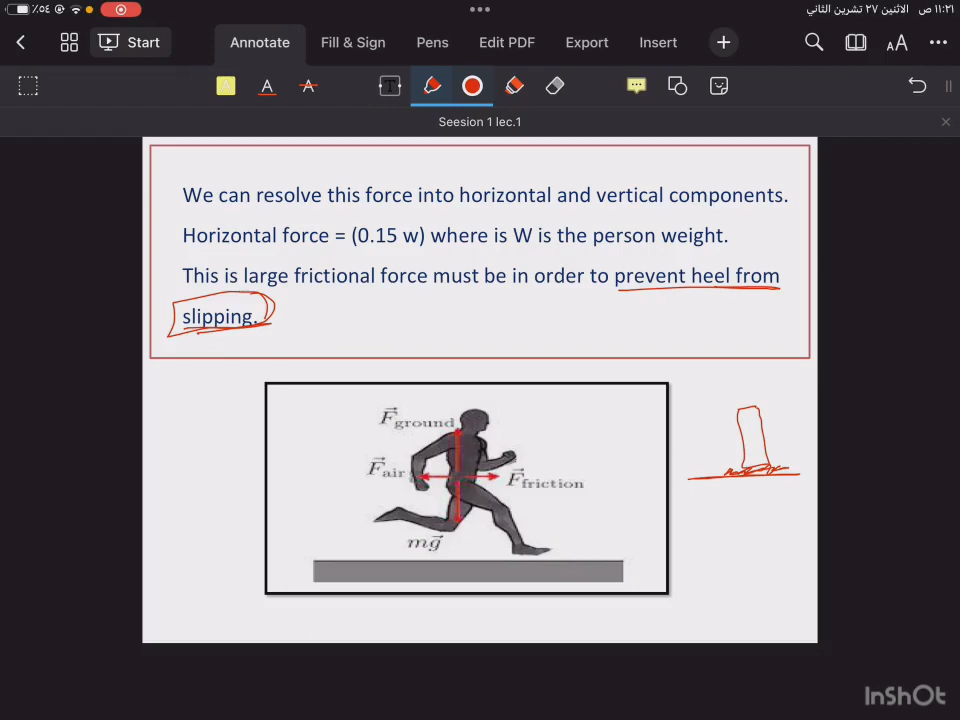 ٪٥٤
١١:٢١ ص الاثنين ٢٧ تشرين الثاني
Start
Annotate
Fill & Sign
Pens
Edit PDF
Export
Insert
AA
A
A
A
T
Seesion 1 lec.1
We can resolve this force into horizontal and vertical components.
Horizontal force = (0.15 w) where is W is the person weight.
This is large frictional force must be in order to prevent heel from
slipping.
F⃗ground
F⃗air
F⃗friction
mg⃗
InShOt